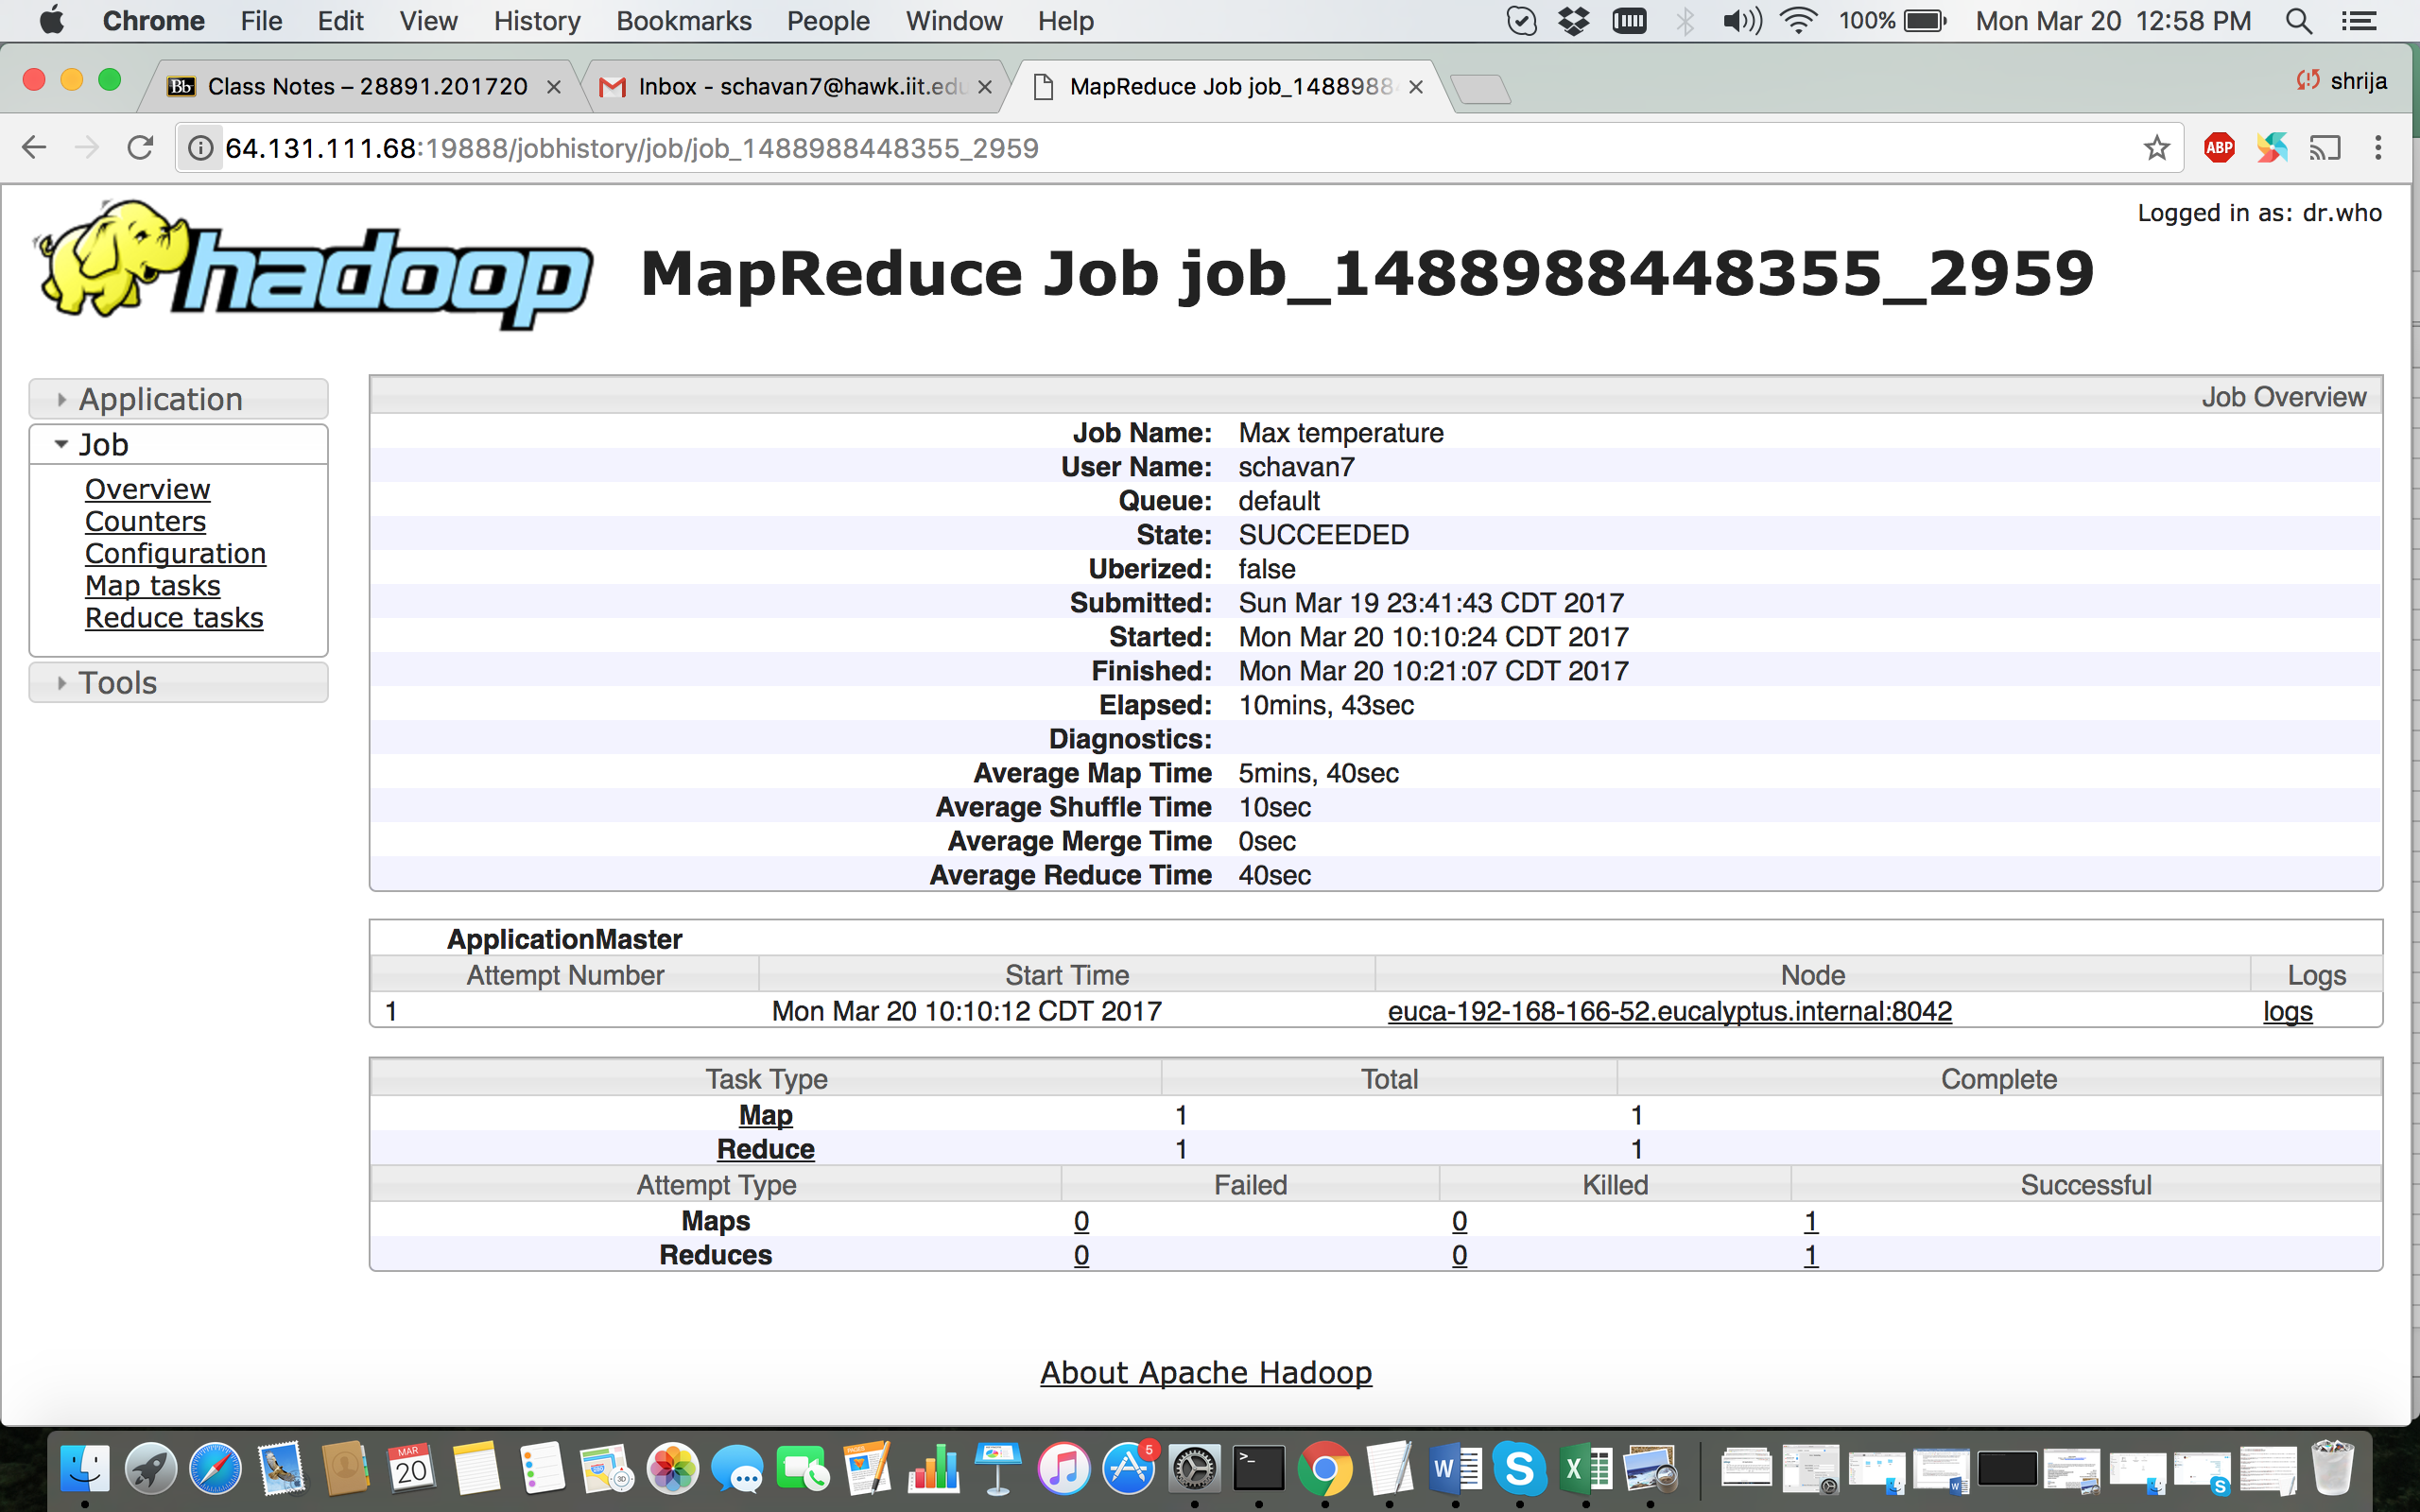 Chrome File Edit View History Bookmarks People Window Help 100% Mon Mar 20 12:58 PM
Bb Class Notes – 28891.201720 Inbox - schavan7@hawk.iit.edu MapReduce Job job_1488988 shrija
64.131.111.68:19888/jobhistory/job/job_1488988448355_2959 ABP
Logged in as: dr.who
hadoop MapReduce Job job_1488988448355_2959
Application
Job
Overview
Counters
Configuration
Map tasks
Reduce tasks
Tools
Job Overview
Job Name: Max temperature
User Name: schavan7
Queue: default
State: SUCCEEDED
Uberized: false
Submitted: Sun Mar 19 23:41:43 CDT 2017
Started: Mon Mar 20 10:10:24 CDT 2017
Finished: Mon Mar 20 10:21:07 CDT 2017
Elapsed: 10mins, 43sec
Diagnostics:
Average Map Time 5mins, 40sec
Average Shuffle Time 10sec
Average Merge Time 0sec
Average Reduce Time 40sec
ApplicationMaster
Attempt Number Start Time Node Logs
1 Mon Mar 20 10:10:12 CDT 2017 euca-192-168-166-52.eucalyptus.internal:8042 logs
Task Type Total Complete
Map 1 1
Reduce 1 1
Attempt Type Failed Killed Successful
Maps 0 0 1
Reduces 0 0 1
About Apache Hadoop
MAR
20
PAGES
3D
5
>_
W
S
X